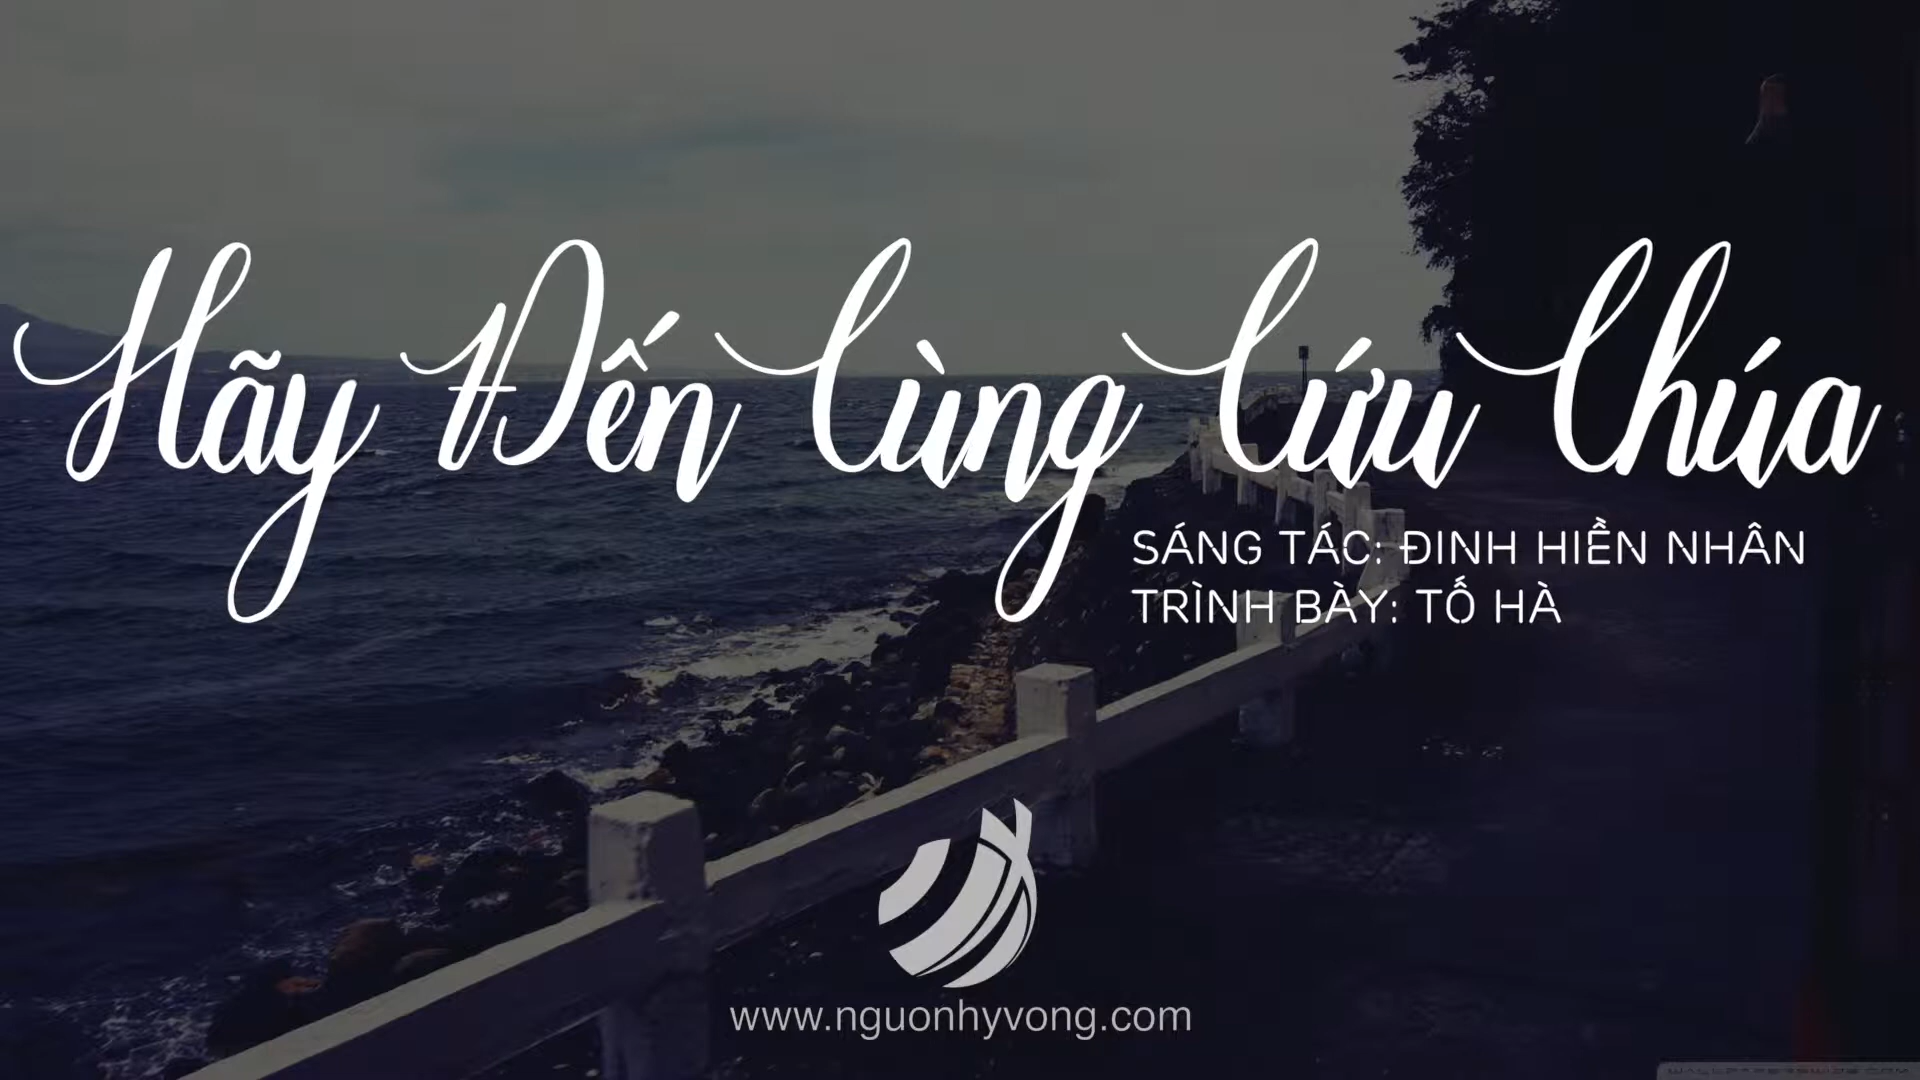 Hãy Đến Cùng Cứu Chúa
SÁNG TÁC: ĐINH HIỀN NHÂN
TRÌNH BÀY: TỐ HÀ
www.nguonhyvong.com